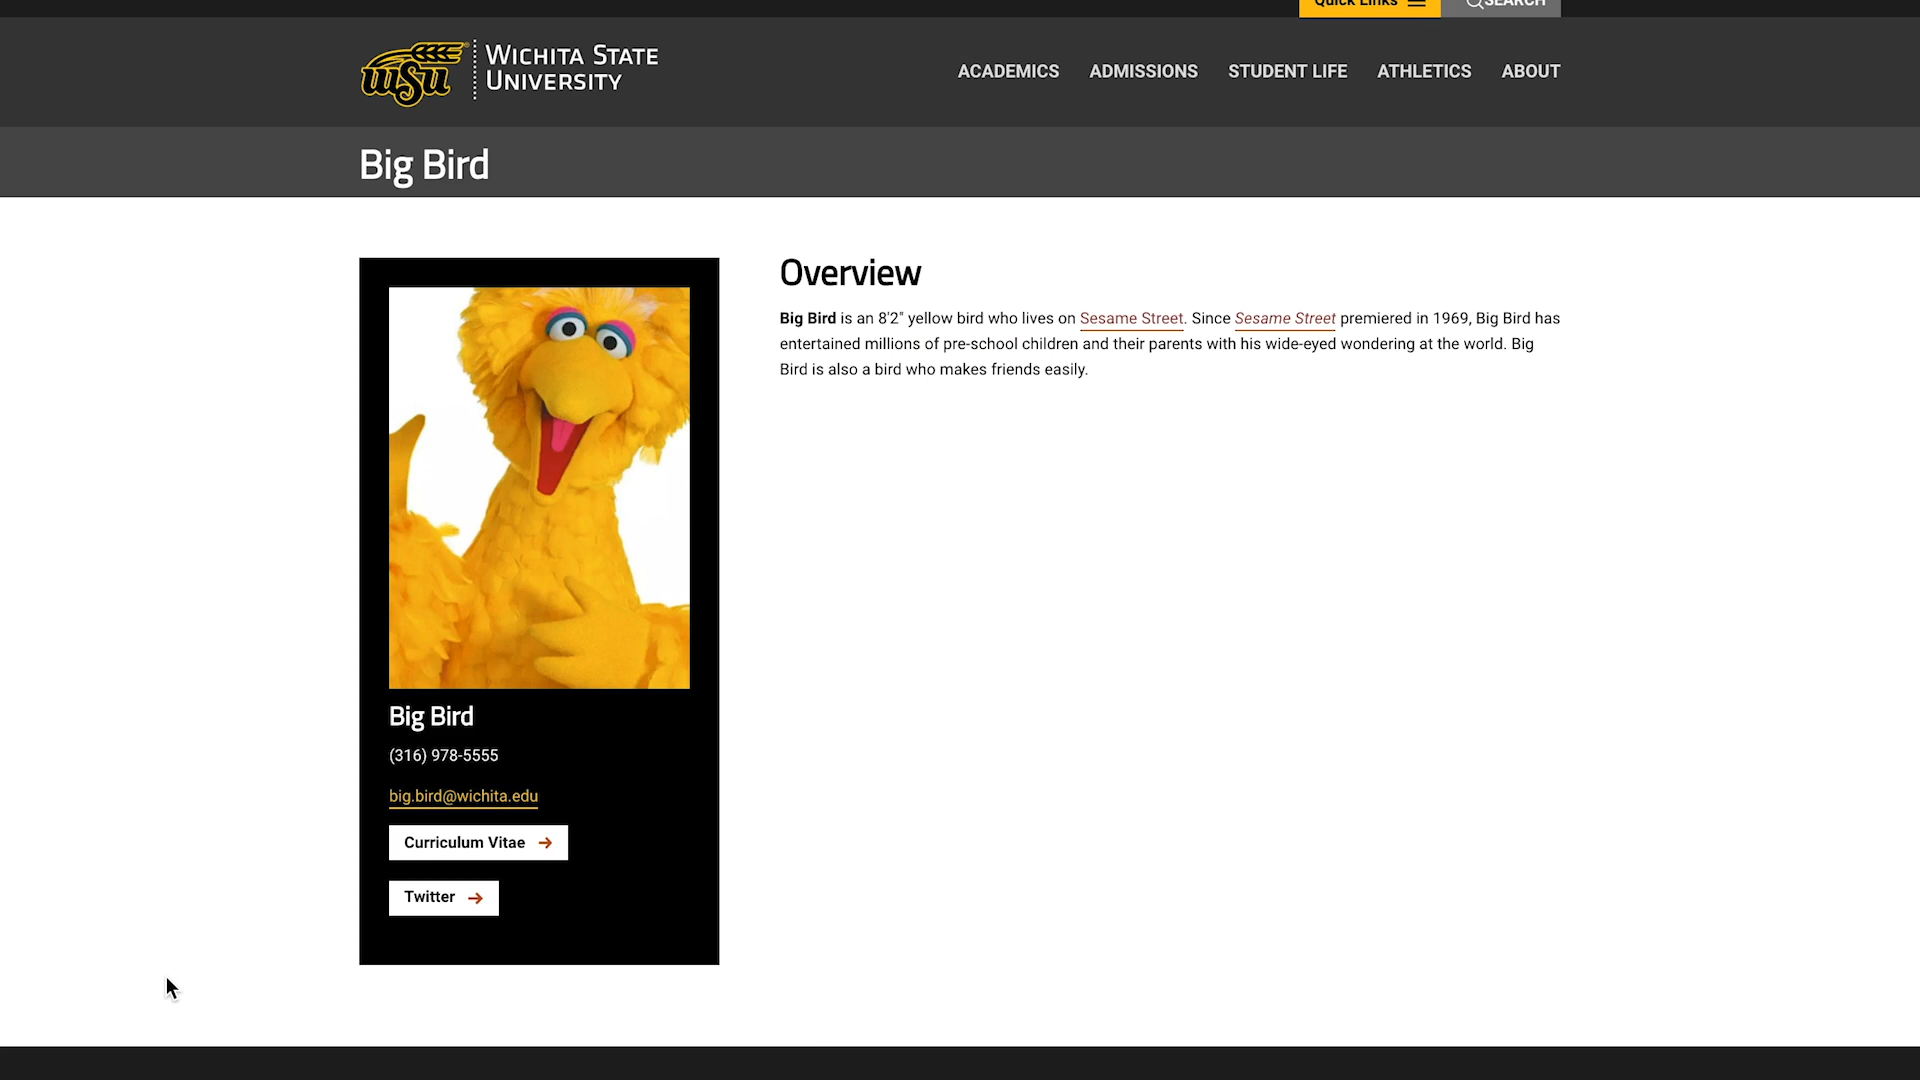 Quick Links
SEARCH
wsu
WICHITA STATE
UNIVERSITY
ACADEMICS
ADMISSIONS
STUDENT LIFE
ATHLETICS
ABOUT
Big Bird
Big Bird
(316) 978-5555
big.bird@wichita.edu
Curriculum Vitae
Twitter
Overview
Big Bird is an 8'2" yellow bird who lives on Sesame Street. Since Sesame Street premiered in 1969, Big Bird has
entertained millions of pre-school children and their parents with his wide-eyed wondering at the world. Big
Bird is also a bird who makes friends easily.